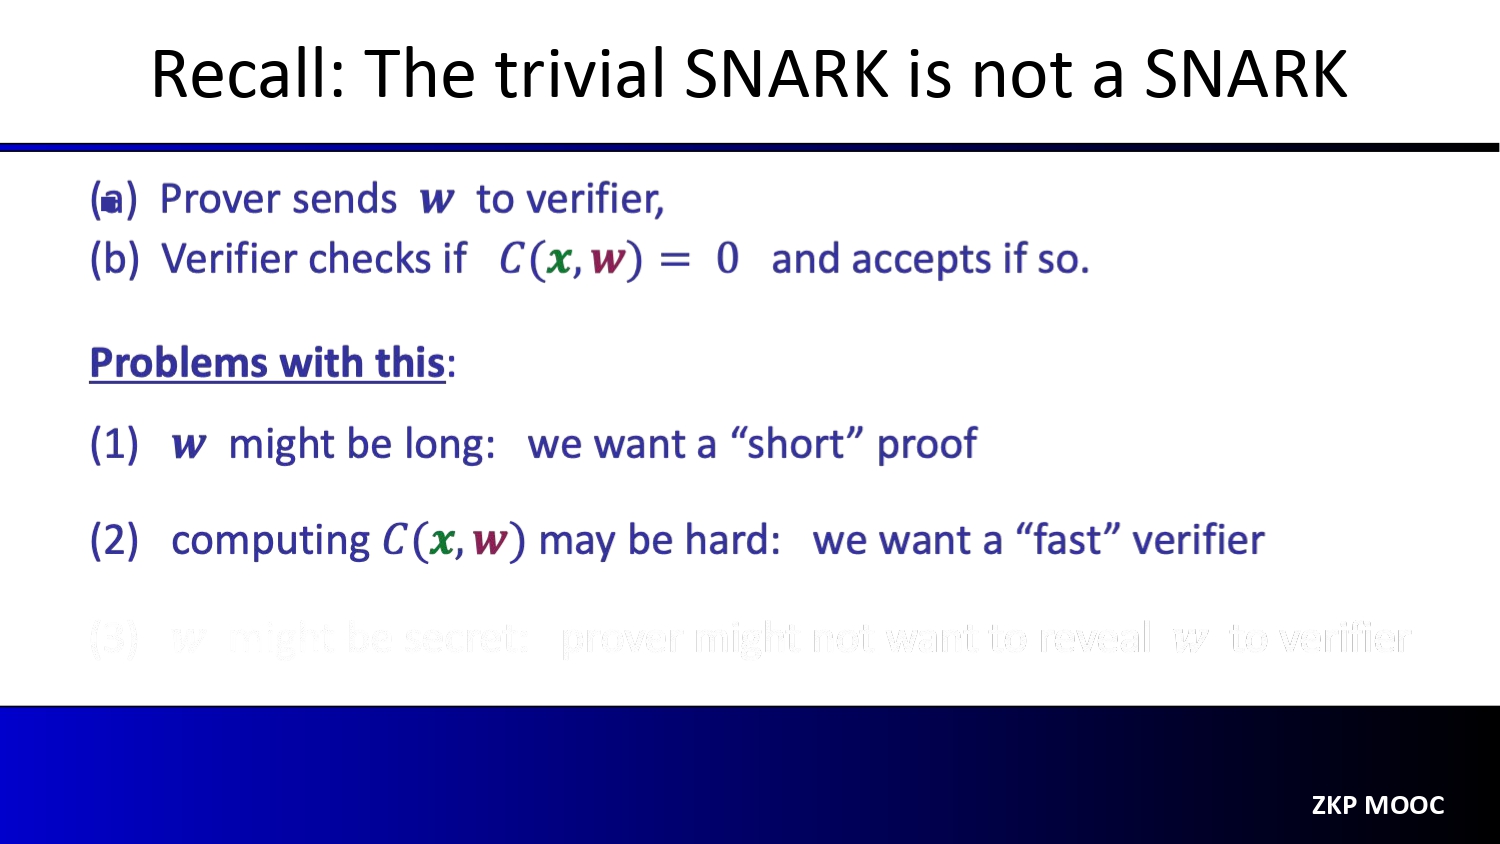 Recall: The trivial SNARK is not a SNARK
(a) Prover sends w to verifier,
(b) Verifier checks if C(x, w) = 0 and accepts if so.
Problems with this:
(1) w might be long: we want a “short” proof
(2) computing C(x, w) may be hard: we want a “fast” verifier
(3) w might be secret: prover might not want to reveal w to verifier
ZKP MOOC